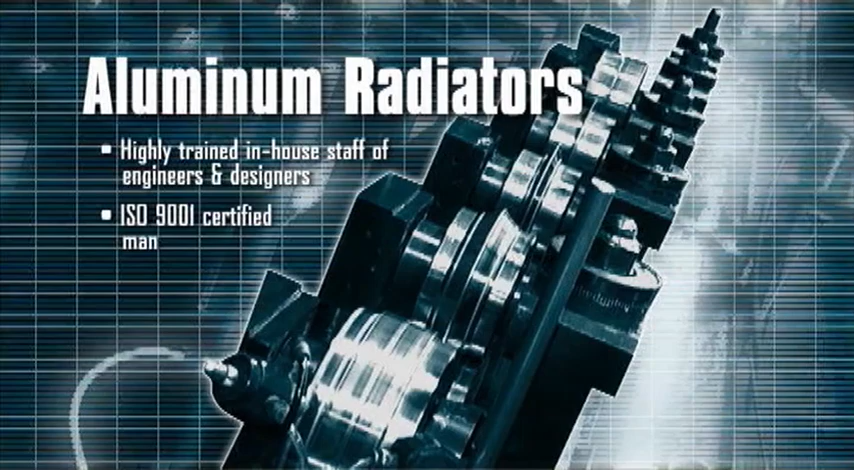 Aluminum Radiators
▪ Highly trained in-house staff of
engineers & designers
▪ ISO 9001 certified
man